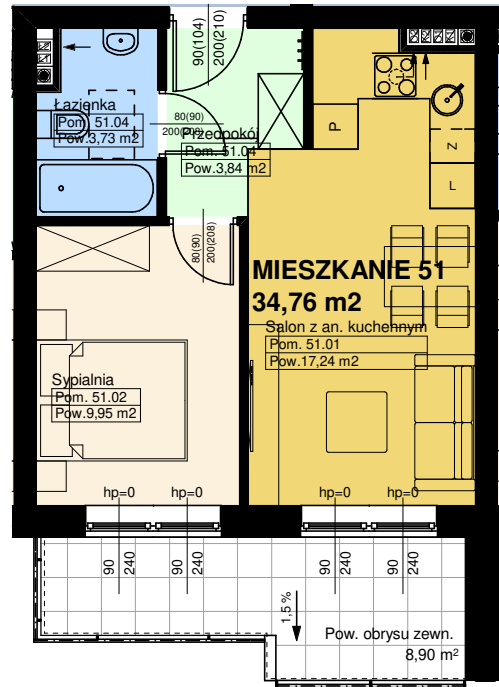 90(104)
200(210)
Łazienka
Pom. 51.04
Pow.3,73 m2
80(90)
200(208)
Przedpokój
Pom. 51.04
Pow.3,84 m2
P
Z
L
80(90)
200(208)
MIESZKANIE 51
34,76 m2
Salon z an. kuchennym
Pom. 51.01
Pow.17,24 m2
Sypialnia
Pom. 51.02
Pow.9,95 m2
hp=0
hp=0
hp=0
hp=0
90
240
90
240
90
240
90
240
1,5 %
Pow. obrysu zewn.
8,90 m²